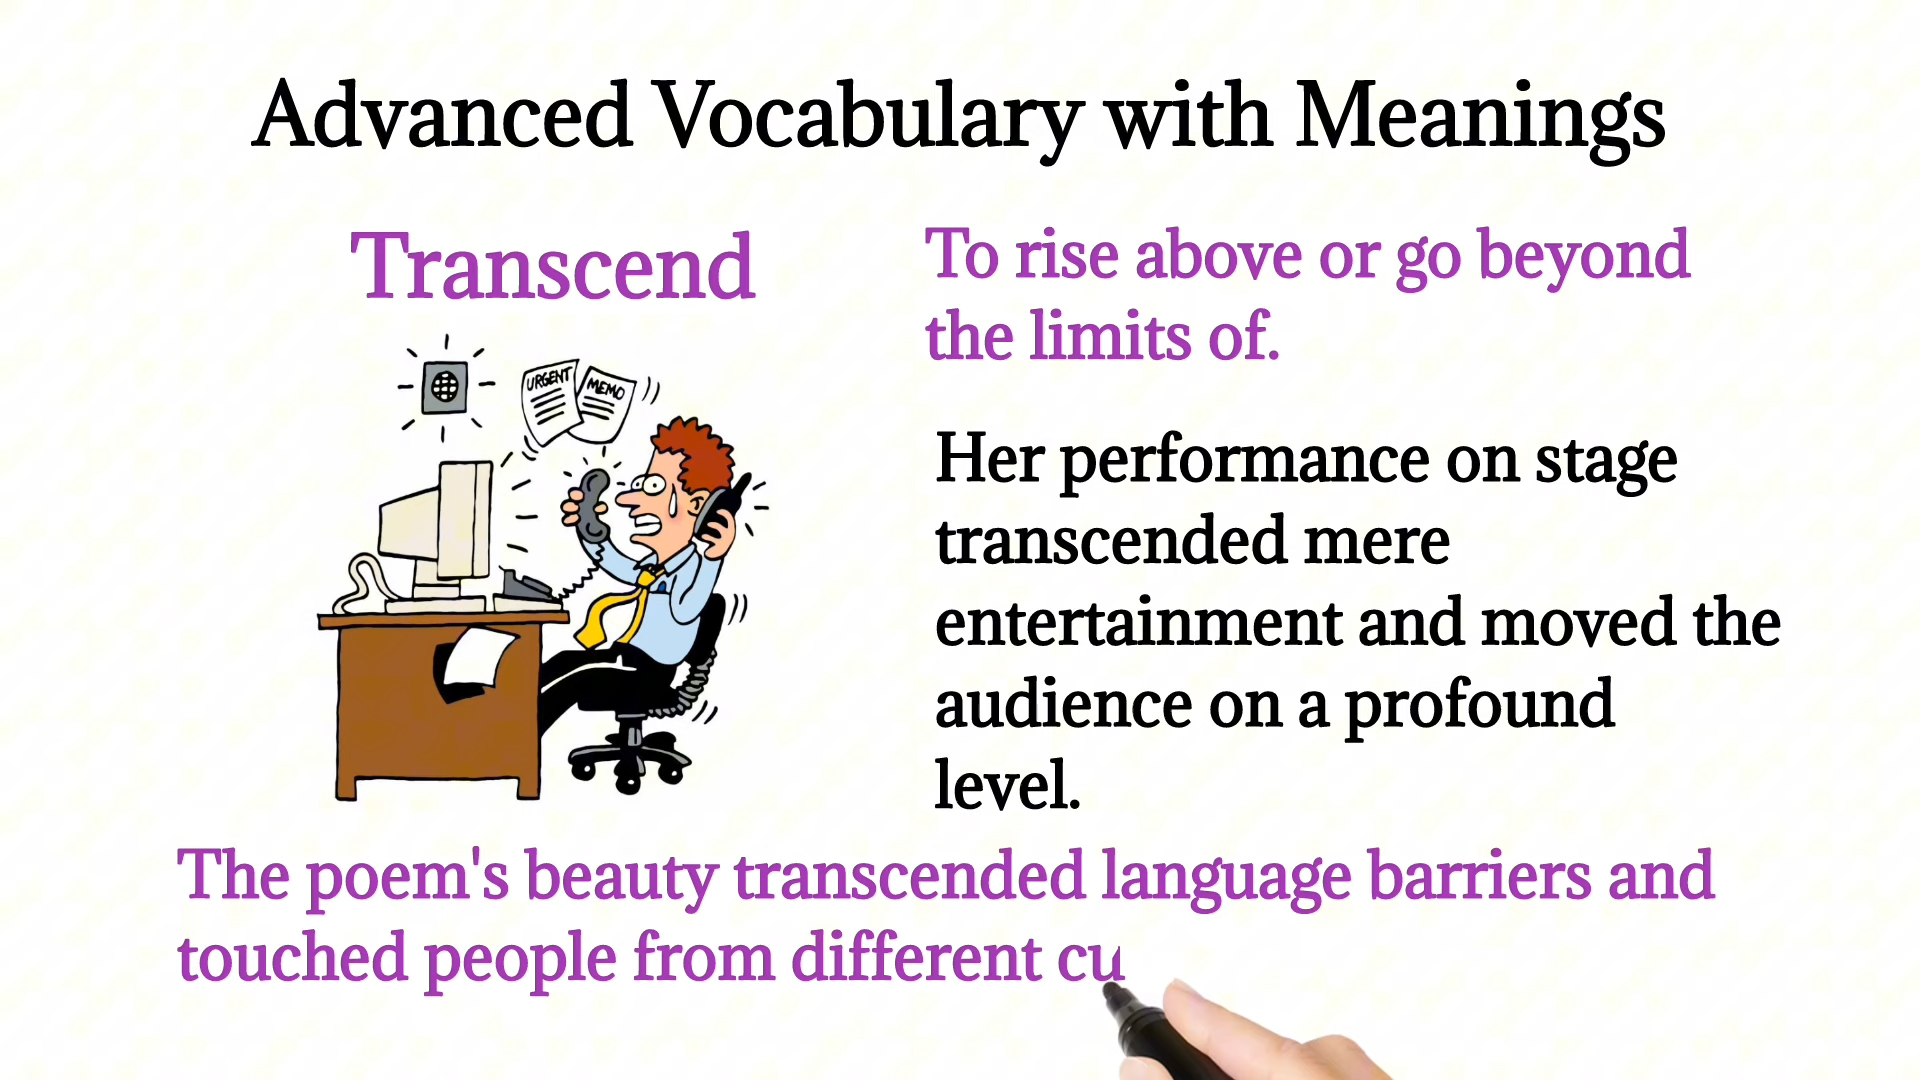 Advanced Vocabulary with Meanings
Transcend
To rise above or go beyond
the limits of.
URGENT
MEMO
Her performance on stage
transcended mere
entertainment and moved the
audience on a profound
level.
The poem's beauty transcended language barriers and
touched people from different cu